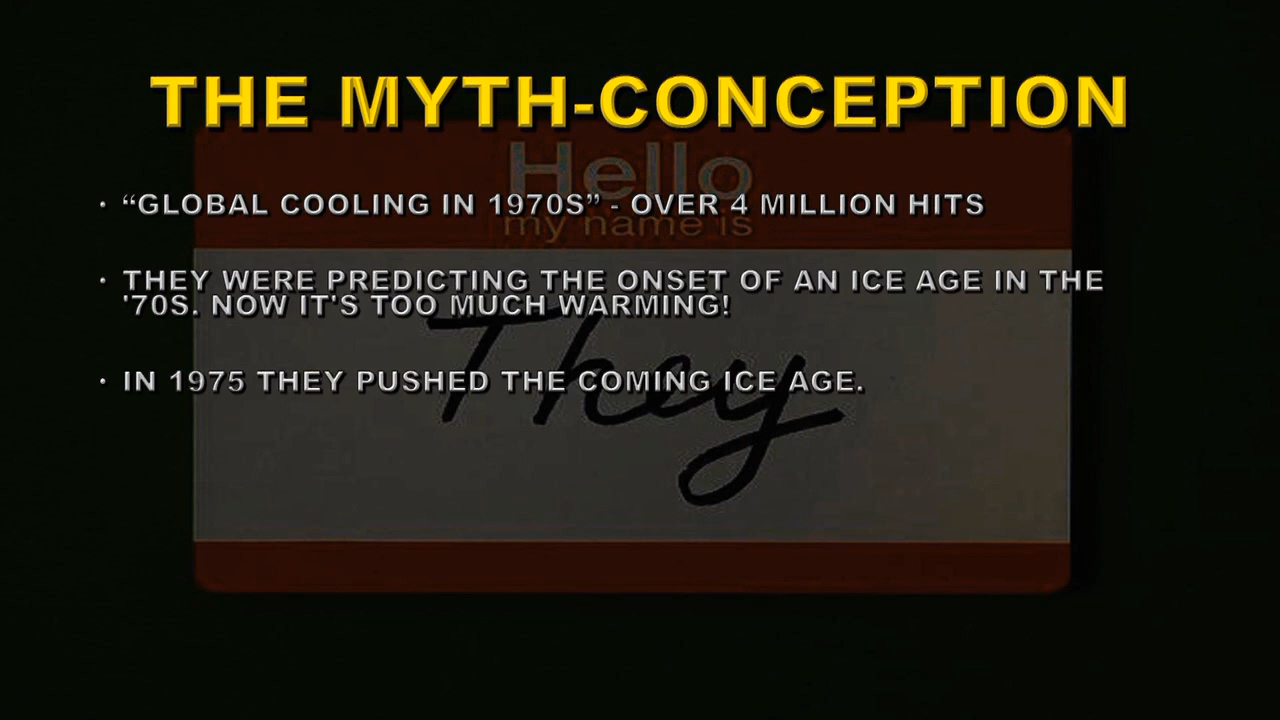 THE MYTH-CONCEPTION
Hello
my name is
• “GLOBAL COOLING IN 1970S” - OVER 4 MILLION HITS
• THEY WERE PREDICTING THE ONSET OF AN ICE AGE IN THE
'70S. NOW IT'S TOO MUCH WARMING!
They
• IN 1975 THEY PUSHED THE COMING ICE AGE.